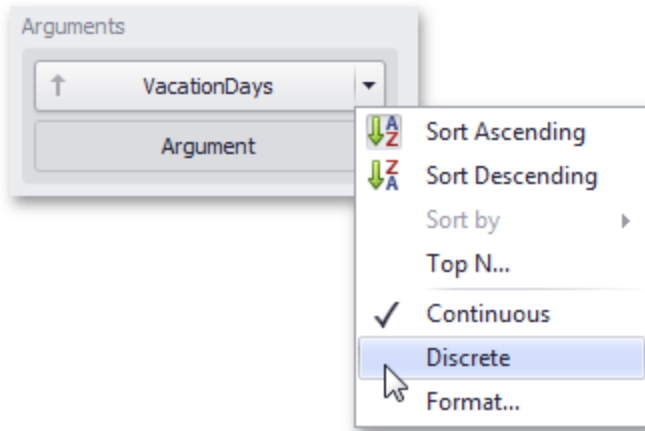 Arguments
VacationDays
Argument
Sort Ascending
Sort Descending
Sort by
Top N...
Continuous
Discrete
Format...